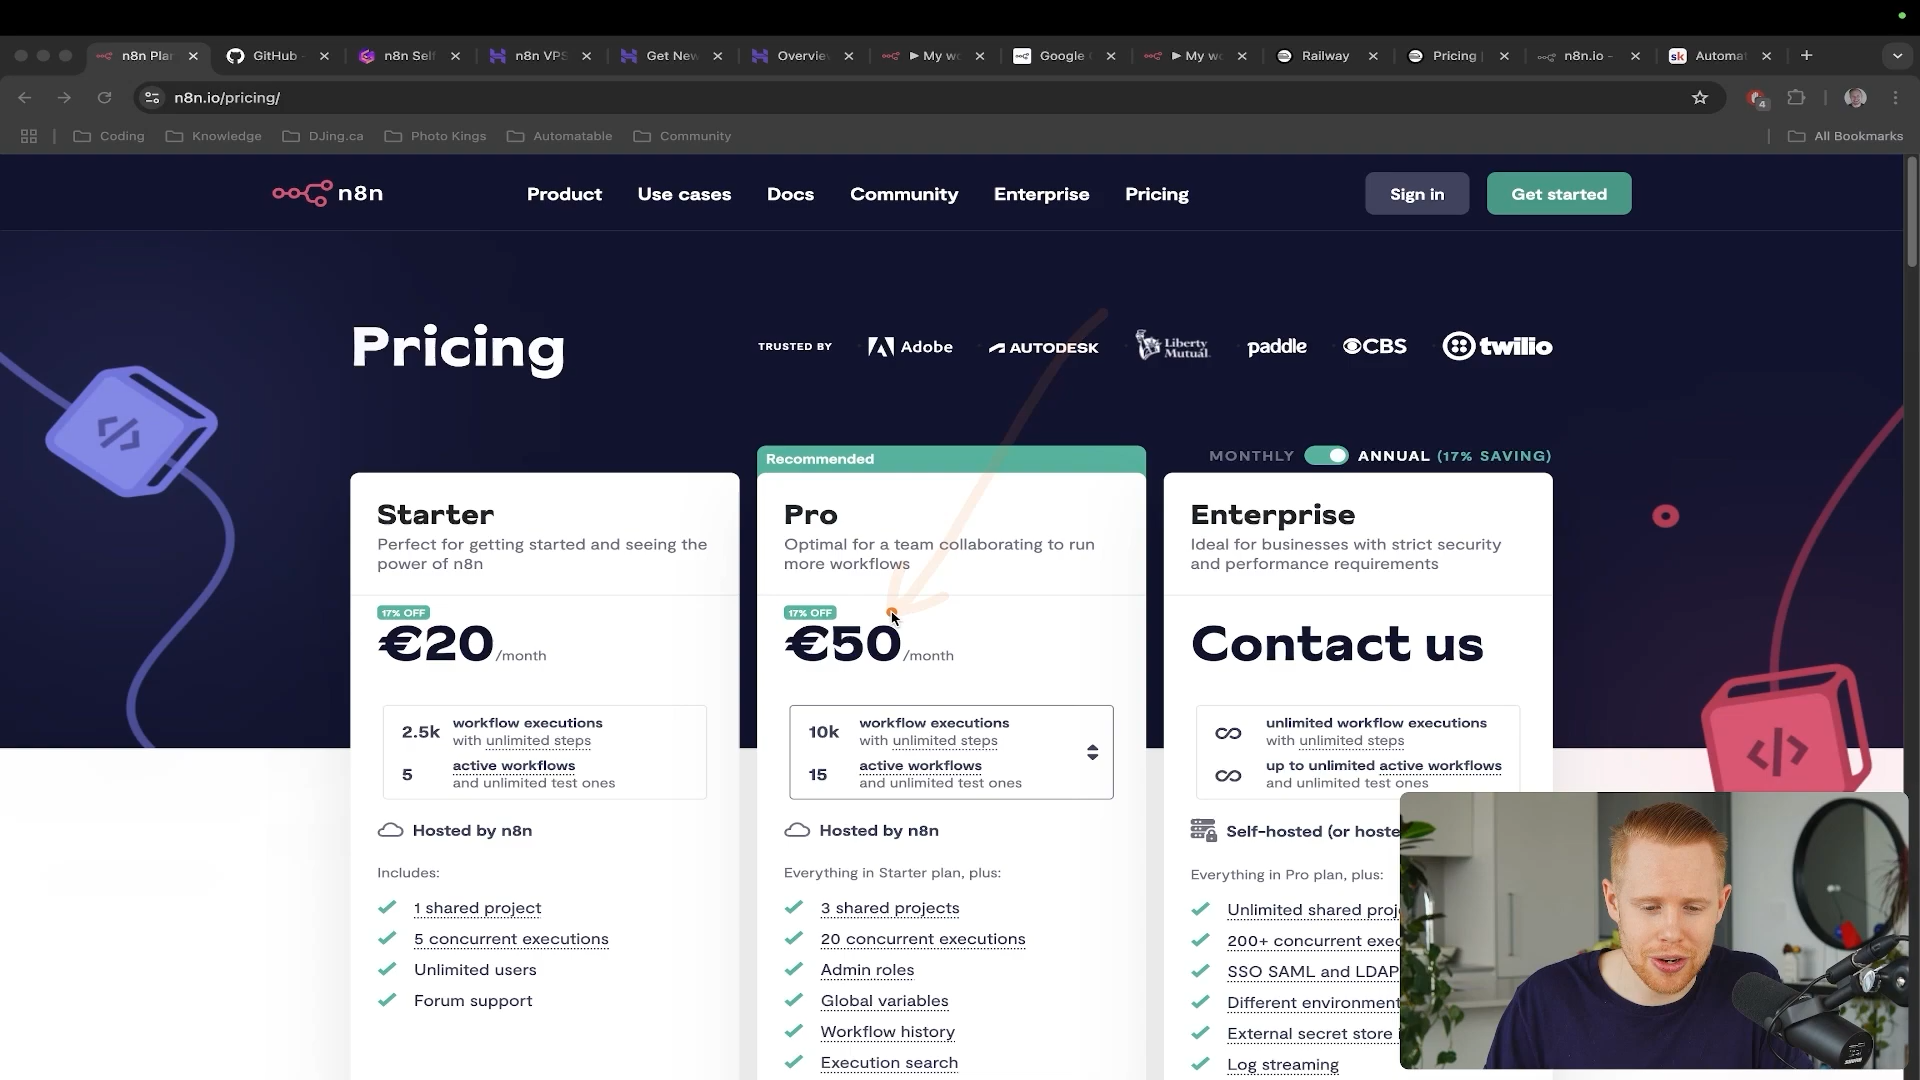 n8n Plan
GitHub -
n8n Self
n8n VPS
Get New
Overview
▶ My wo
Google
▶ My wo
Railway
Pricing
n8n.io -
sk
Automat
n8n.io/pricing/
4
Coding
Knowledge
DJing.ca
Photo Kings
Automatable
Community
All Bookmarks
n8n
Product
Use cases
Docs
Community
Enterprise
Pricing
Sign in
Get started
Pricing
TRUSTED BY
Adobe
AUTODESK
Liberty
Mutual.
paddle
CBS
twilio
MONTHLY
ANNUAL (17% SAVING)
Starter
Perfect for getting started and seeing the
power of n8n
17% OFF
€20 /month
2.5k workflow executions
with unlimited steps
5 active workflows
and unlimited test ones
Hosted by n8n
Includes:
1 shared project
5 concurrent executions
Unlimited users
Forum support
Recommended
Pro
Optimal for a team collaborating to run
more workflows
17% OFF
€50 /month
10k workflow executions
with unlimited steps
15 active workflows
and unlimited test ones
Hosted by n8n
Everything in Starter plan, plus:
3 shared projects
20 concurrent executions
Admin roles
Global variables
Workflow history
Execution search
Enterprise
Ideal for businesses with strict security
and performance requirements
Contact us
∞ unlimited workflow executions
with unlimited steps
∞ up to unlimited active workflows
and unlimited test ones
Self-hosted (or hoste
Everything in Pro plan, plus:
Unlimited shared proj
200+ concurrent exec
SSO SAML and LDAP
Different environment
External secret store i
Log streaming